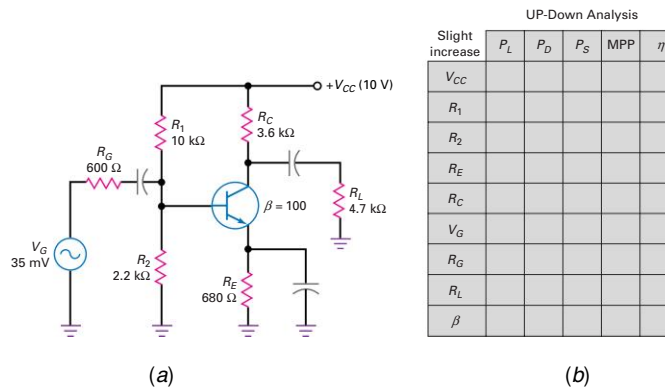 +V_CC (10 V)
R_1
10 kΩ
R_C
3.6 kΩ
R_G
600 Ω
β = 100
R_L
4.7 kΩ
V_G
35 mV
R_2
2.2 kΩ
R_E
680 Ω
(a)
UP-Down Analysis
Slight increase P_L P_D P_S MPP η
V_CC
R_1
R_2
R_E
R_C
V_G
R_G
R_L
β
(b)